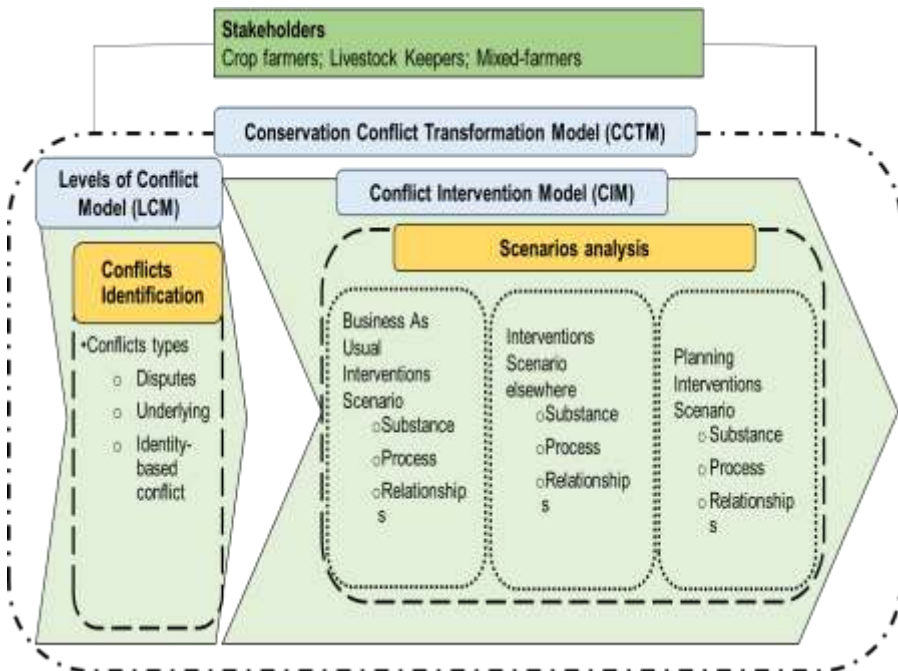 Stakeholders
Crop farmers; Livestock Keepers; Mixed-farmers
Conservation Conflict Transformation Model (CCTM)
Levels of Conflict
Model (LCM)
Conflicts
Identification
•Conflicts types
o Disputes
o Underlying
o Identity-
based
conflict
Conflict Intervention Model (CIM)
Scenarios analysis
Business As
Usual
Interventions
Scenario
oSubstance
oProcess
oRelationship
s
Interventions
Scenario
elsewhere
oSubstance
oProcess
oRelationship
s
Planning
Interventions
Scenario
o Substance
o Process
o Relationship
s